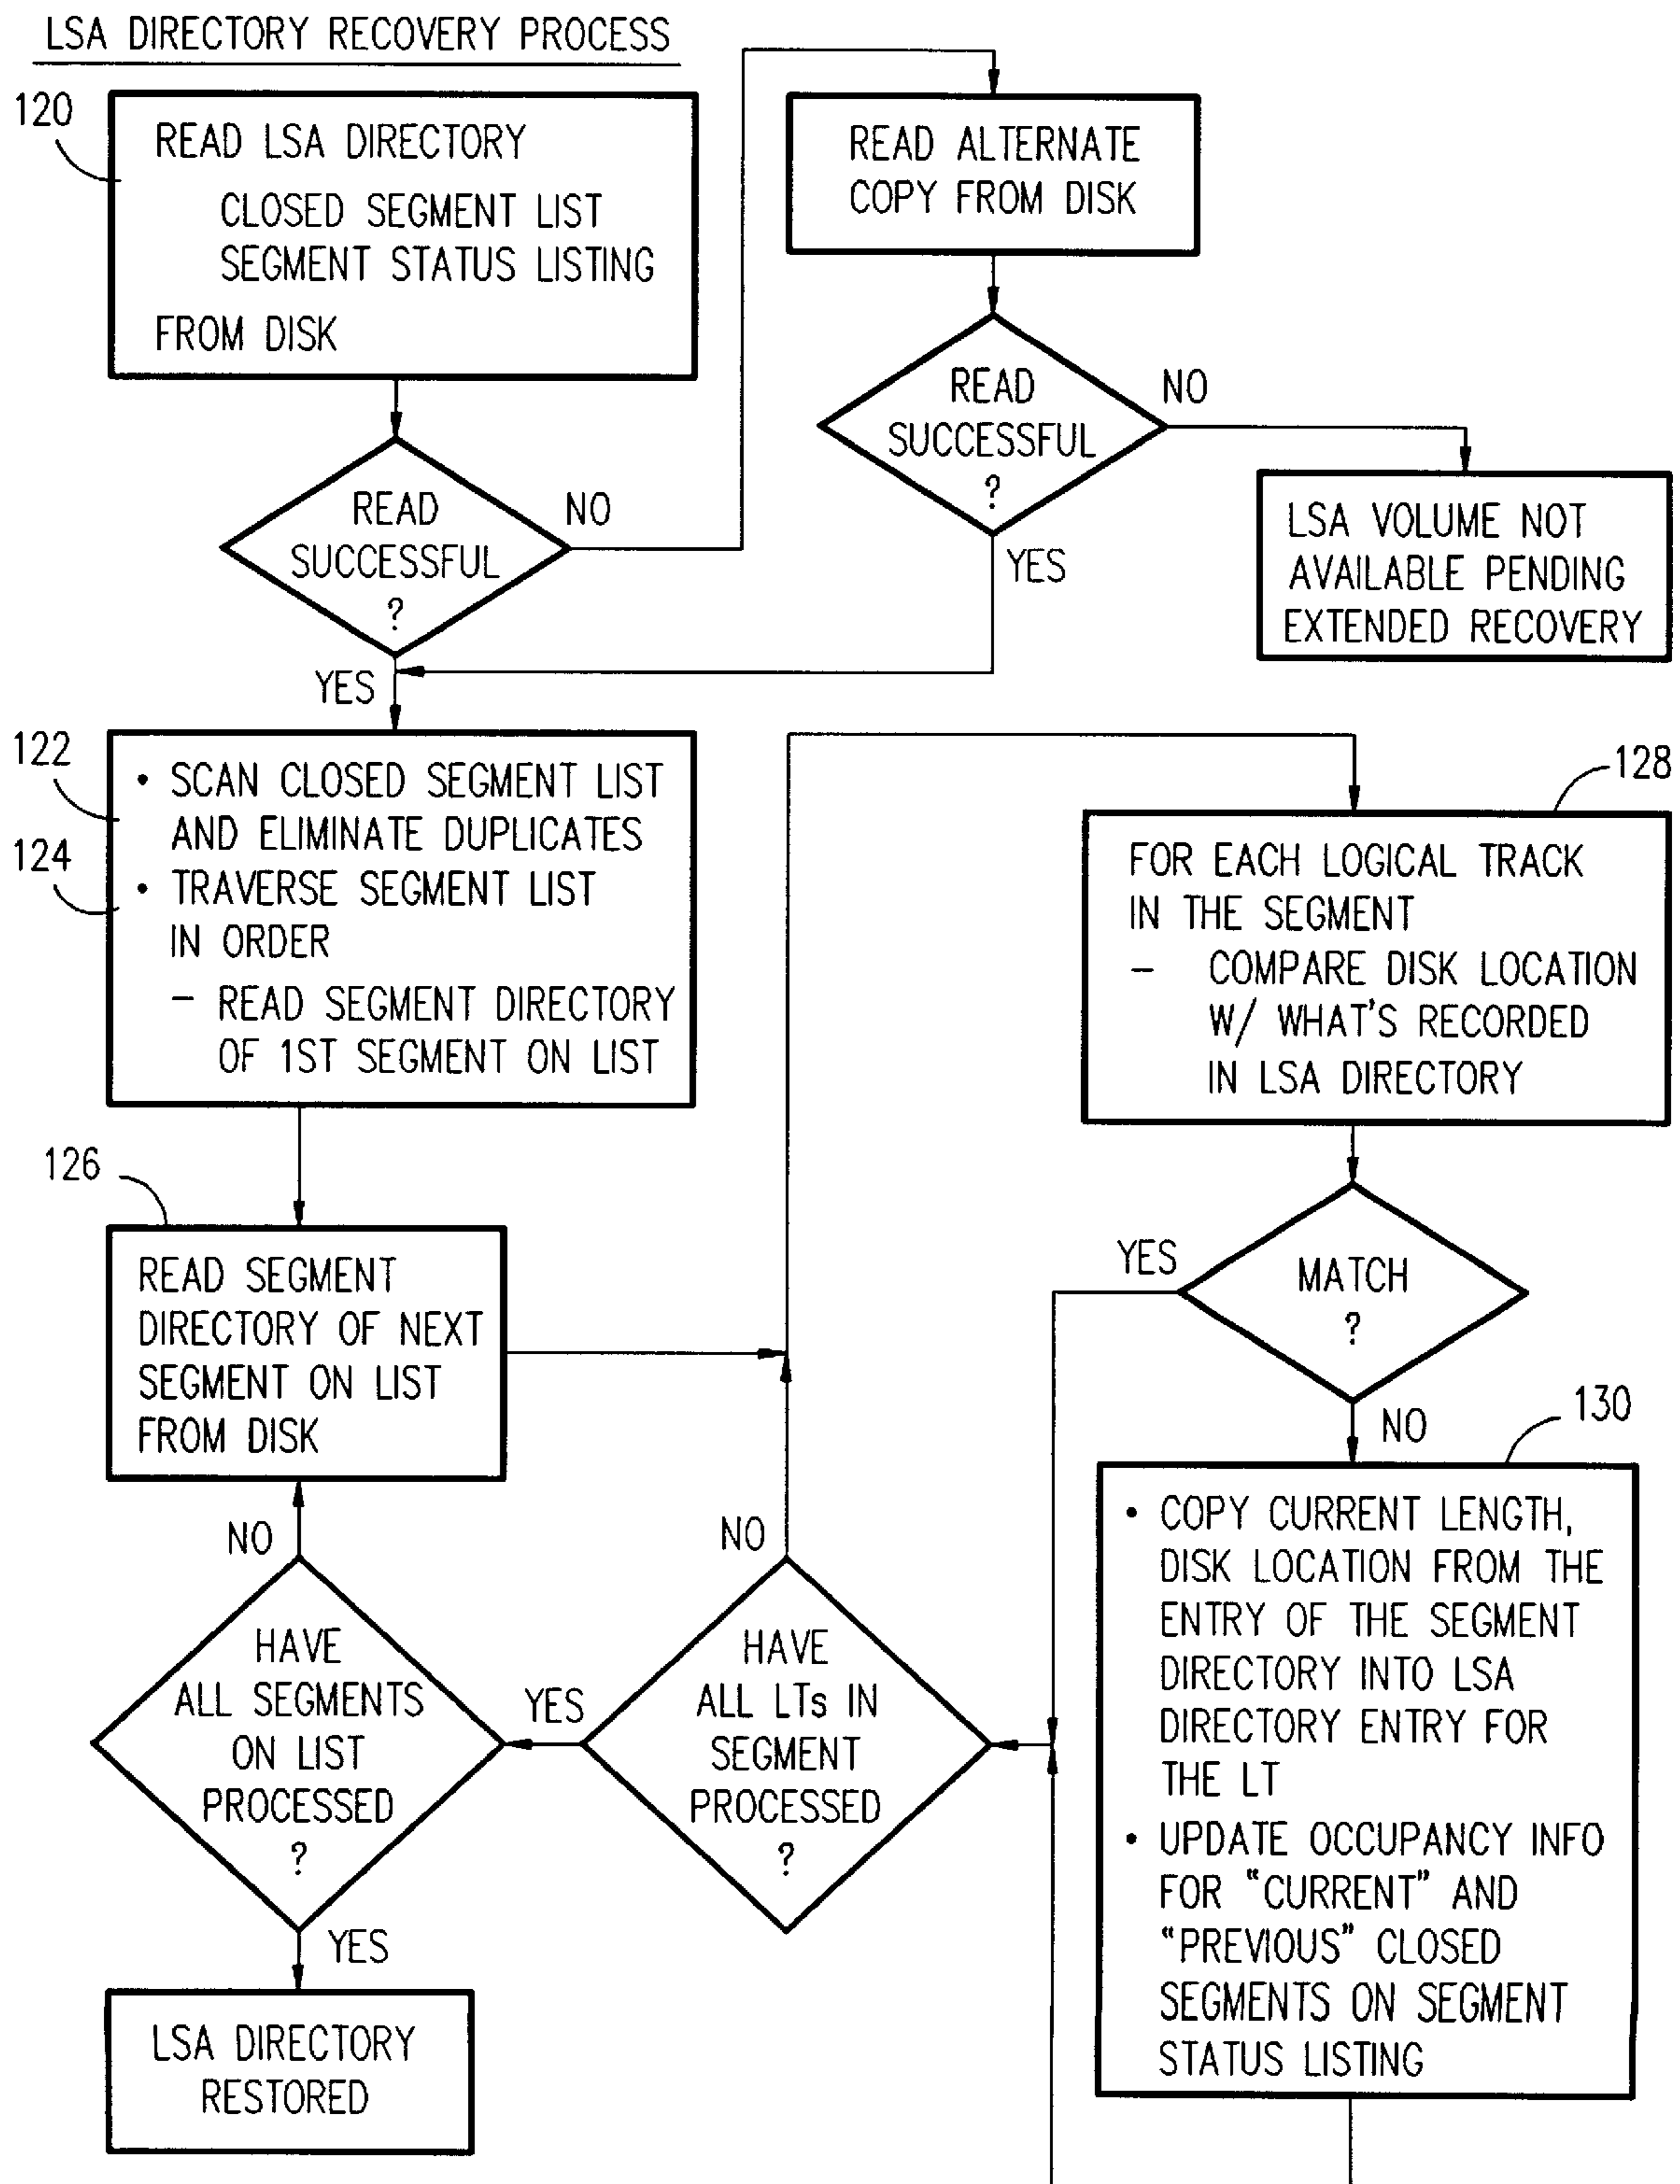 LSA DIRECTORY RECOVERY PROCESS
120
READ LSA DIRECTORY
CLOSED SEGMENT LIST
SEGMENT STATUS LISTING
FROM DISK
READ ALTERNATE
COPY FROM DISK
READ
SUCCESSFUL
?
NO
YES
READ
SUCCESSFUL
?
NO
YES
LSA VOLUME NOT
AVAILABLE PENDING
EXTENDED RECOVERY
122
124
• SCAN CLOSED SEGMENT LIST
AND ELIMINATE DUPLICATES
• TRAVERSE SEGMENT LIST
IN ORDER
– READ SEGMENT DIRECTORY
OF 1ST SEGMENT ON LIST
128
FOR EACH LOGICAL TRACK
IN THE SEGMENT
– COMPARE DISK LOCATION
W/ WHAT'S RECORDED
IN LSA DIRECTORY
126
READ SEGMENT
DIRECTORY OF NEXT
SEGMENT ON LIST
FROM DISK
YES
MATCH
?
NO
130
• COPY CURRENT LENGTH,
DISK LOCATION FROM THE
ENTRY OF THE SEGMENT
DIRECTORY INTO LSA
DIRECTORY ENTRY FOR
THE LT
• UPDATE OCCUPANCY INFO
FOR "CURRENT" AND
"PREVIOUS" CLOSED
SEGMENTS ON SEGMENT
STATUS LISTING
NO
HAVE
ALL SEGMENTS
ON LIST
PROCESSED
?
YES
NO
HAVE
ALL LTs IN
SEGMENT
PROCESSED
?
YES
LSA DIRECTORY
RESTORED